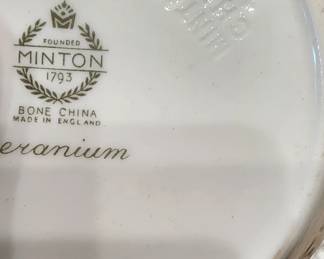 FOUNDED
MINTON
1793
BONE CHINA
MADE IN ENGLAND
eranium